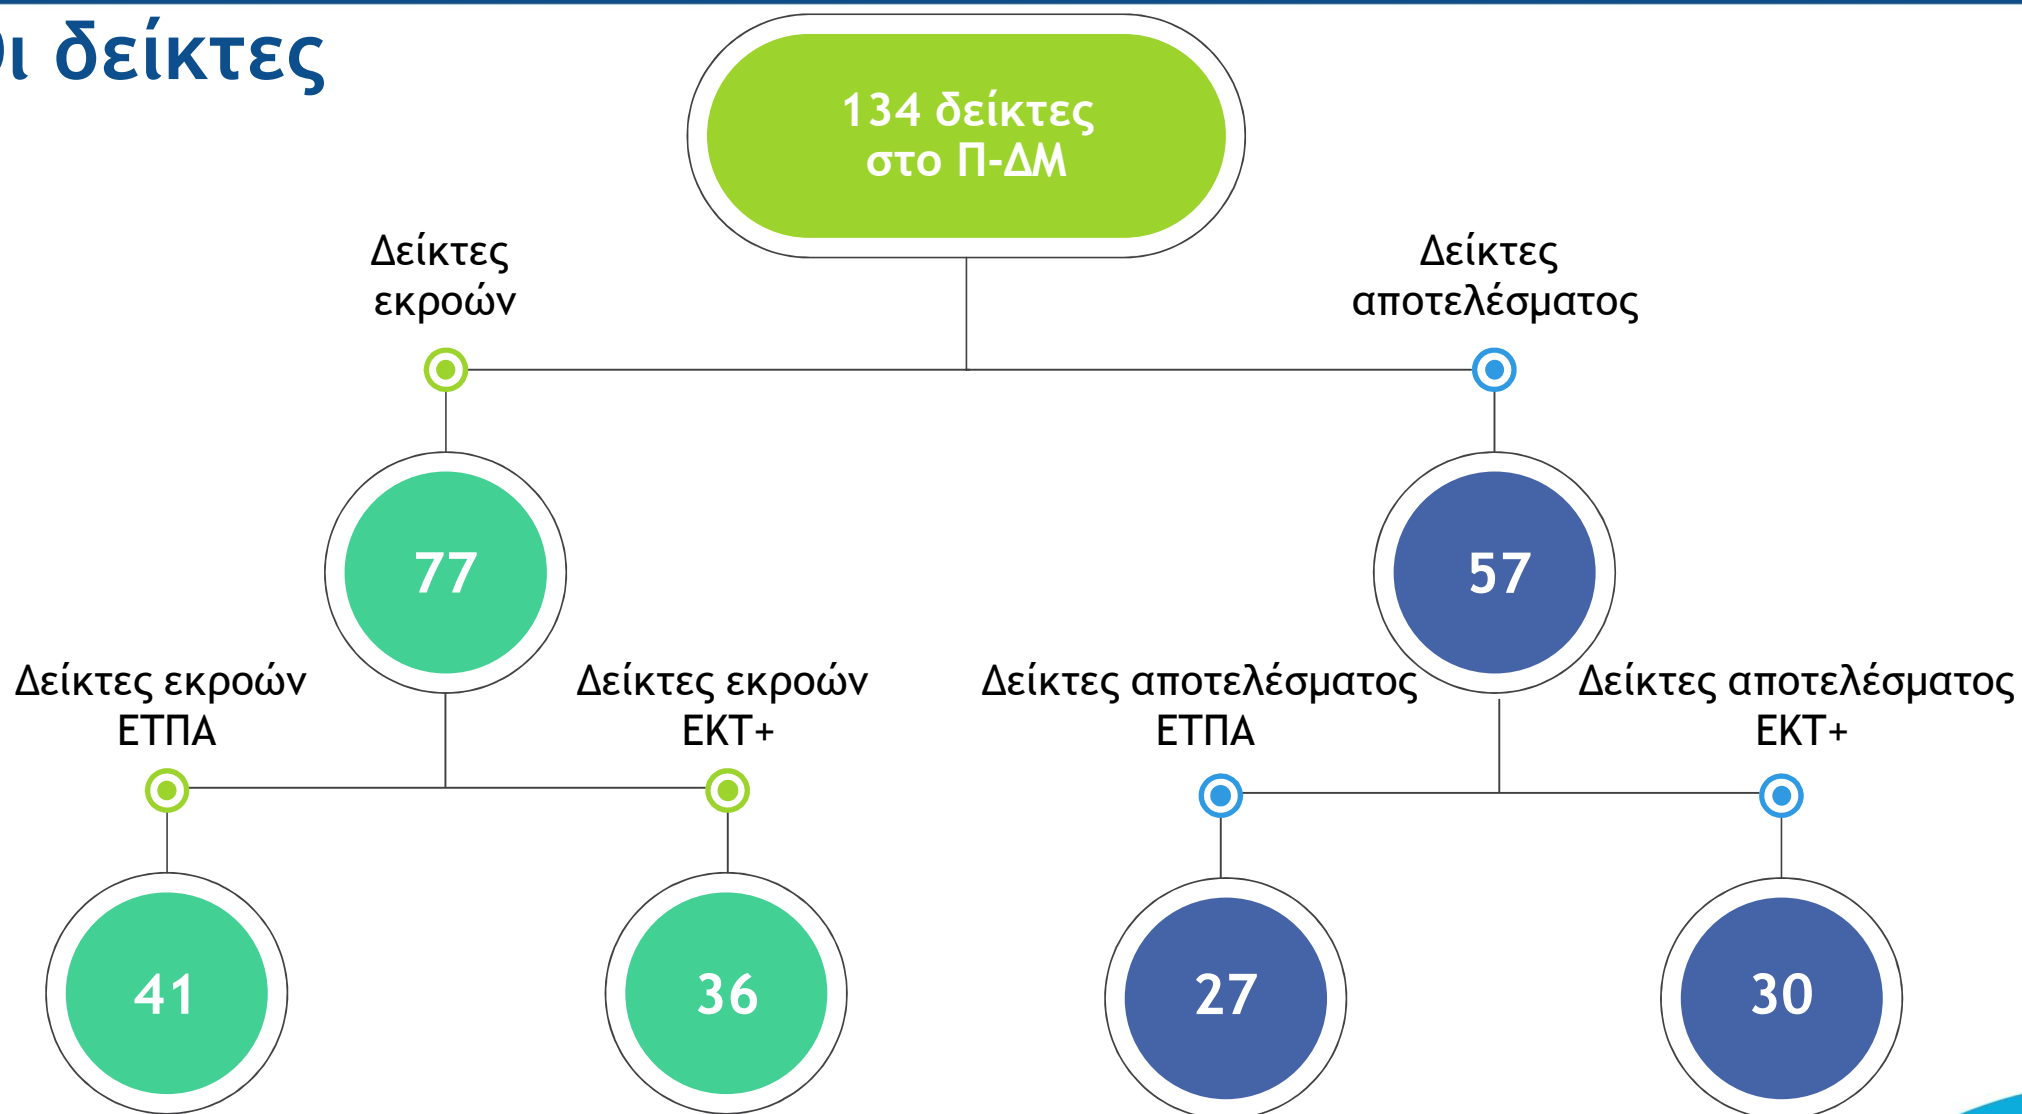 δείκτες
134 δείκτες
στο Π-ΔΜ
Δείκτες
εκροών
Δείκτες
αποτελέσματος
77
57
Δείκτες εκροών
ΕΤΠΑ
Δείκτες εκροών
ΕΚΤ+
Δείκτες αποτελέσματος
ΕΤΠΑ
Δείκτες αποτελέσματος
ΕΚΤ+
41
36
27
30